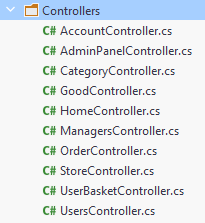 Controllers
C# AccountController.cs
C# AdminPanelController.cs
C# CategoryController.cs
C# GoodController.cs
C# HomeController.cs
C# ManagersController.cs
C# OrderController.cs
C# StoreController.cs
C# UserBasketController.cs
C# UsersController.cs